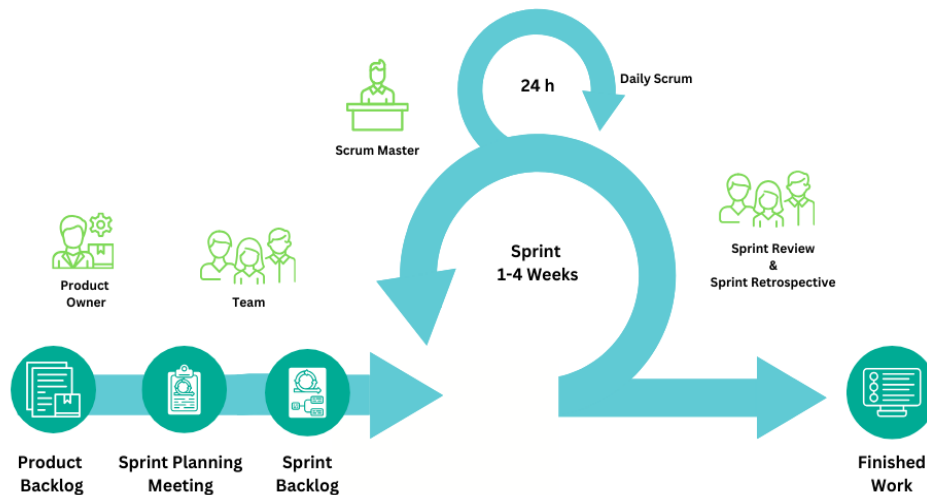 24 h
Daily Scrum
Scrum Master
Sprint
1-4 Weeks
Sprint Review
&
Sprint Retrospective
Product
Owner
Team
Product
Backlog
Sprint Planning
Meeting
Sprint
Backlog
Finished
Work